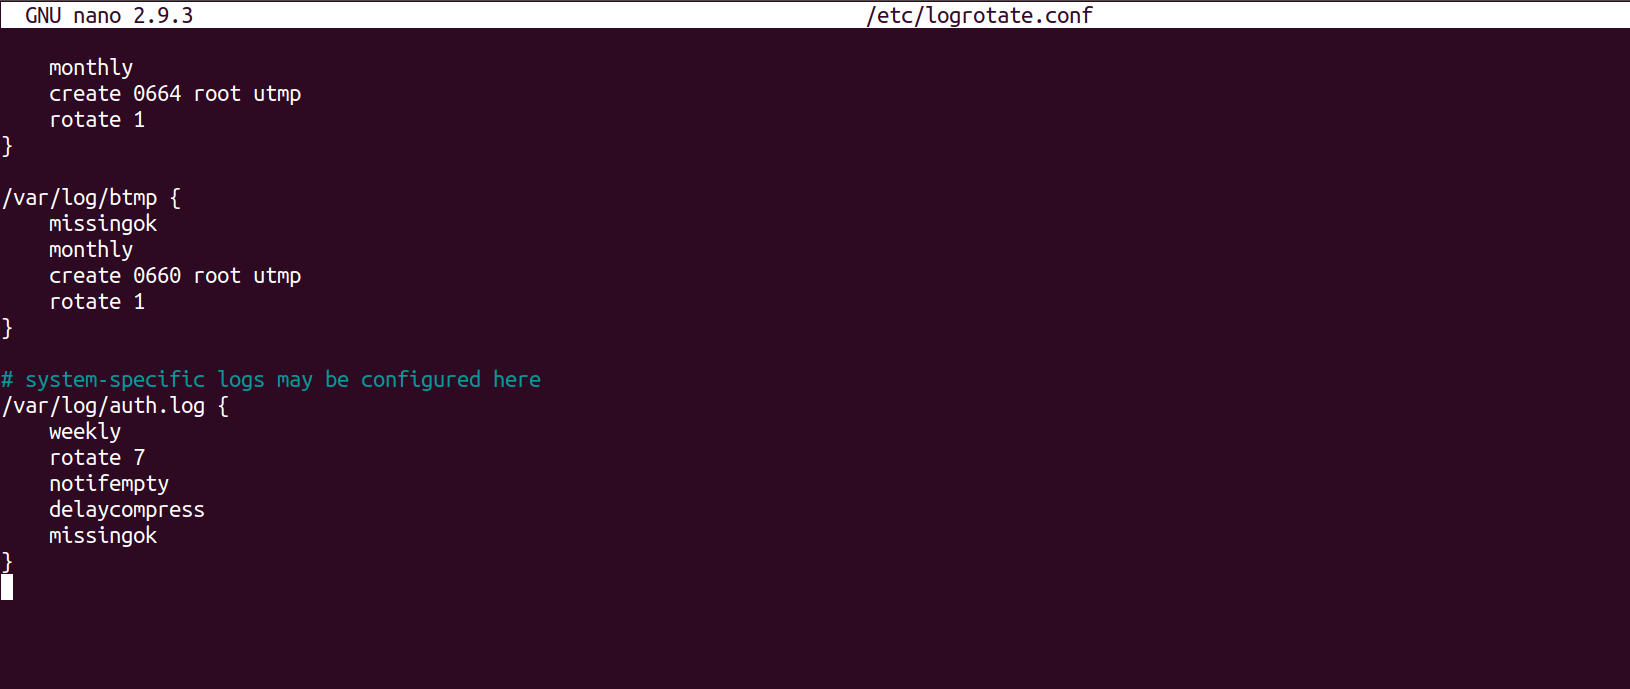 GNU nano 2.9.3 /etc/logrotate.conf
monthly
create 0664 root utmp
rotate 1
}
/var/log/btmp {
missingok
monthly
create 0660 root utmp
rotate 1
}
# system-specific logs may be configured here
/var/log/auth.log {
weekly
rotate 7
notifempty
delaycompress
missingok
}